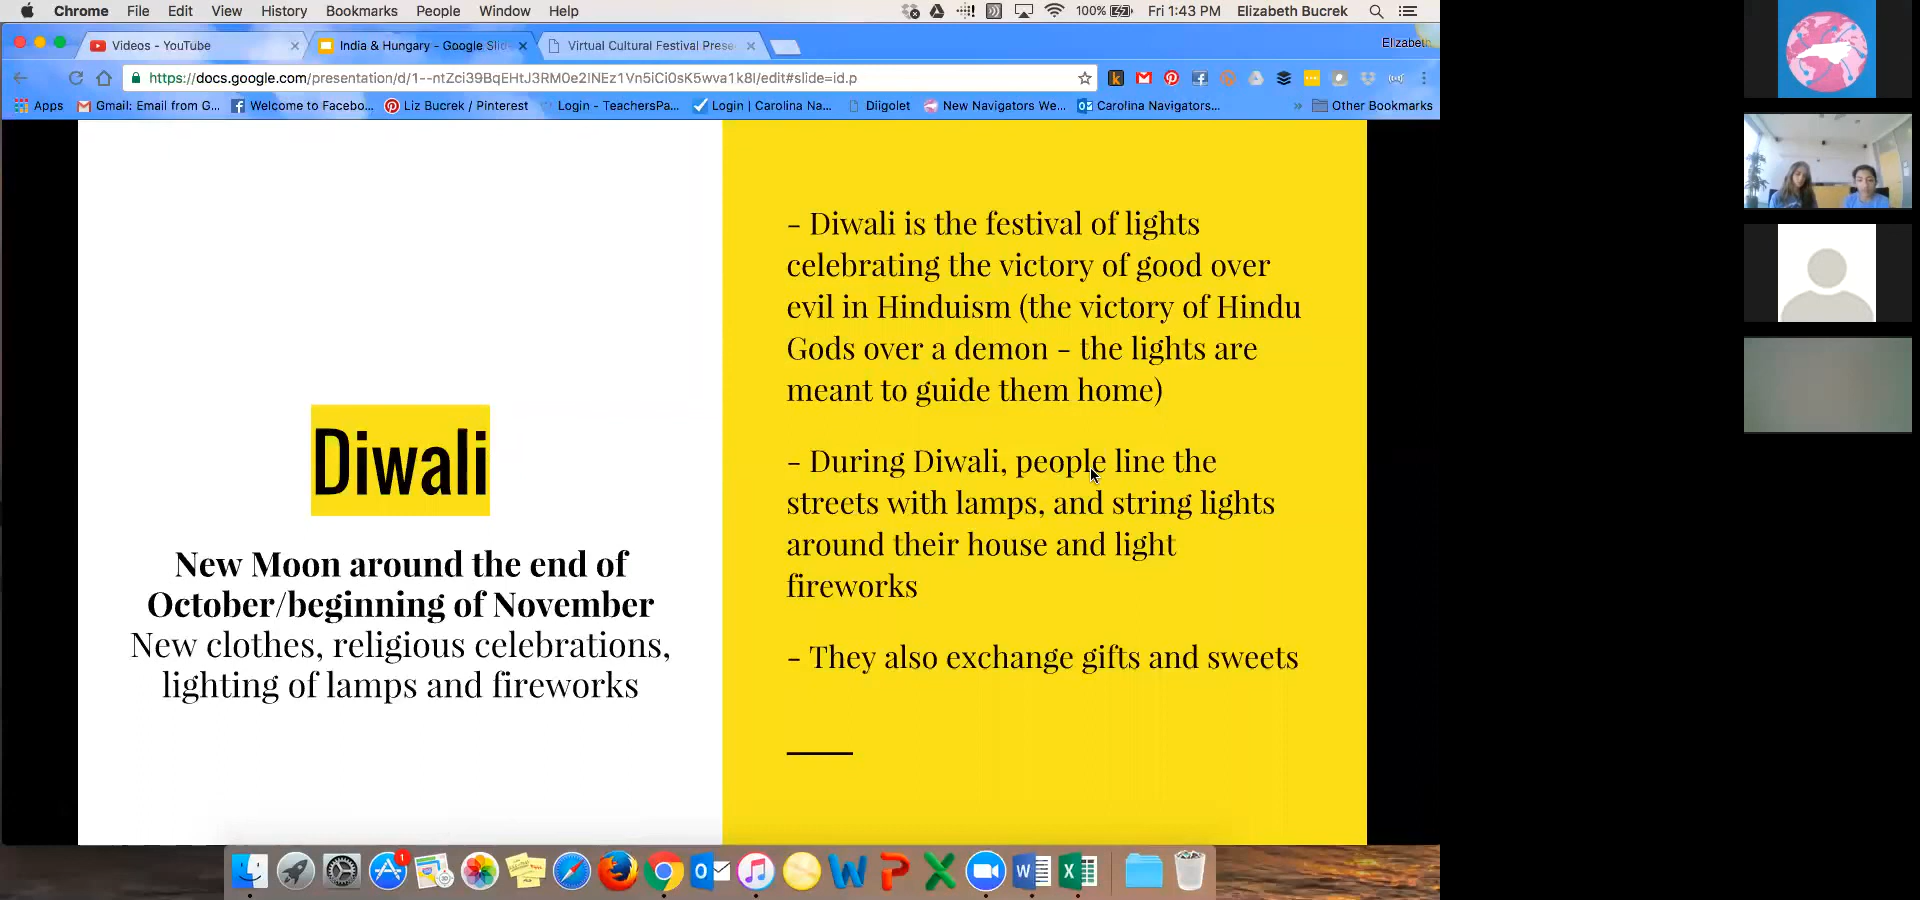 Chrome File Edit View History Bookmarks People Window Help 100% Fri 1:43 PM Elizabeth Bucrek
Videos - YouTube India & Hungary - Google Slide Virtual Cultural Festival Prese Elizabeth
https://docs.google.com/presentation/d/1--ntZci39BqEHtJ3RM0e2INEz1Vn5iCi0sK5wva1k8I/edit#slide=id.p
Apps Gmail: Email from G... Welcome to Facebo... Liz Bucrek / Pinterest Login - TeachersPa... Login | Carolina Na... Diigolet New Navigators We... Carolina Navigators... » Other Bookmarks
Diwali
New Moon around the end of
October/beginning of November
New clothes, religious celebrations,
lighting of lamps and fireworks
- Diwali is the festival of lights
celebrating the victory of good over
evil in Hinduism (the victory of Hindu
Gods over a demon - the lights are
meant to guide them home)
- During Diwali, people line the
streets with lamps, and string lights
around their house and light
fireworks
- They also exchange gifts and sweets